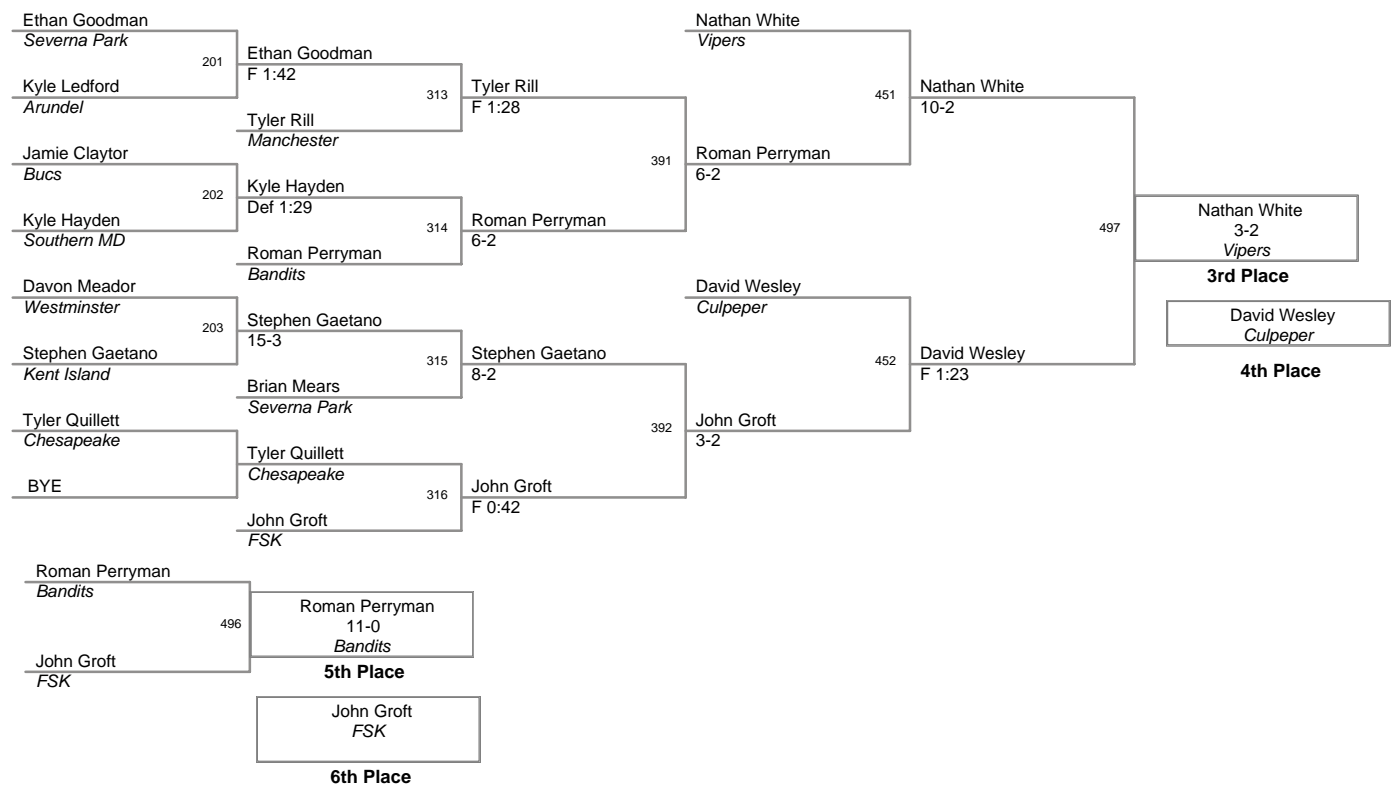 Ethan Goodman
Severna Park
201
Kyle Ledford
Arundel
Jamie Claytor
Bucs
202
Kyle Hayden
Southern MD
Davon Meador
Westminster
203
Stephen Gaetano
Kent Island
Tyler Quillett
Chesapeake
BYE
Ethan Goodman
F 1:42
313
Tyler Rill
Manchester
Kyle Hayden
Def 1:29
314
Roman Perryman
Bandits
Stephen Gaetano
15-3
315
Brian Mears
Severna Park
Tyler Quillett
Chesapeake
316
John Groft
FSK
Tyler Rill
F 1:28
391
Roman Perryman
6-2
Stephen Gaetano
8-2
392
John Groft
F 0:42
Nathan White
Vipers
451
Roman Perryman
6-2
David Wesley
Culpeper
452
John Groft
3-2
Nathan White
10-2
497
David Wesley
F 1:23
Nathan White
3-2
Vipers
3rd Place
David Wesley
Culpeper
4th Place
Roman Perryman
Bandits
496
John Groft
FSK
Roman Perryman
11-0
Bandits
5th Place
John Groft
FSK
6th Place